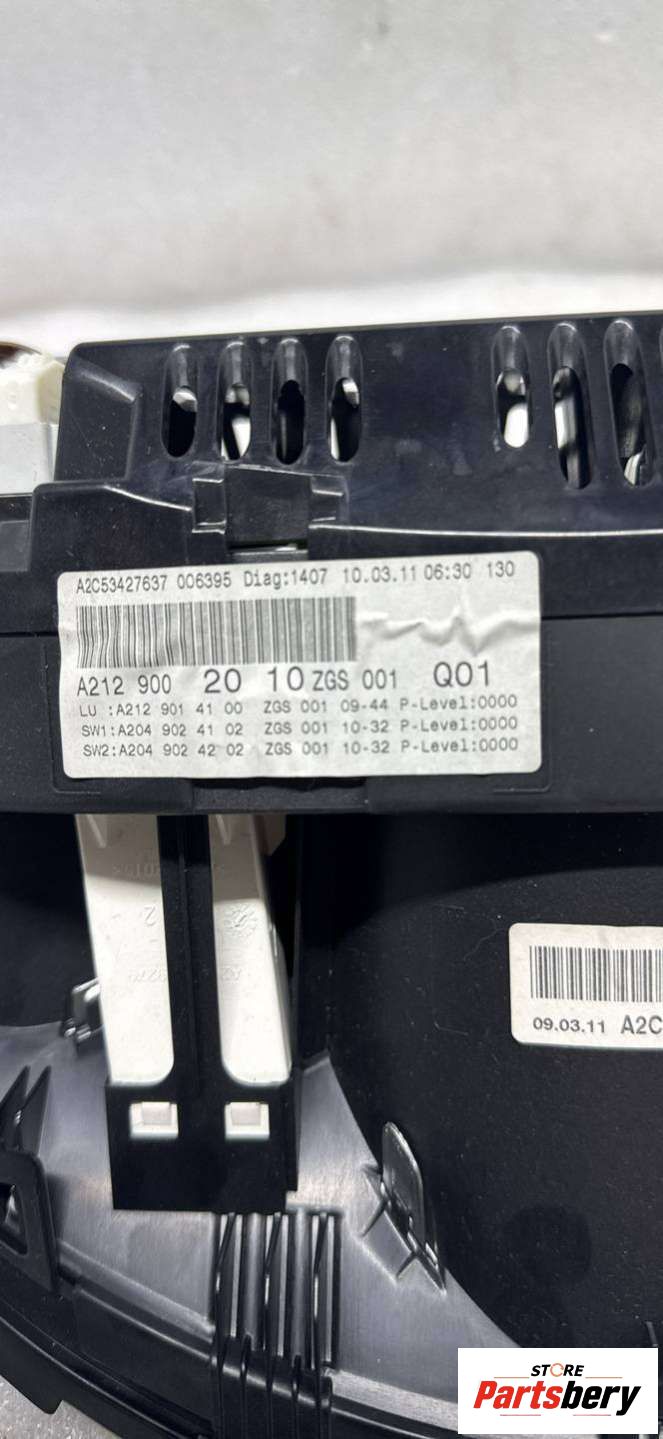 A2C53427637 006395 Diag:1407 10.03.11 06:30 130
A212 900 20 10 ZGS 001 Q01
LU :A212 901 41 00 ZGS 001 09-44 P-Level:0000
SW1:A204 902 41 02 ZGS 001 10-32 P-Level:0000
SW2:A204 902 42 02 ZGS 001 10-32 P-Level:0000
09.03.11 A2C
STORE
Partsbery